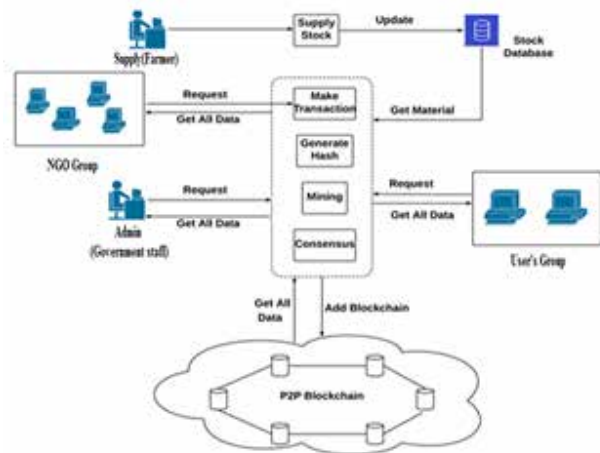 Supply
Stock
Update
Supply(Farmer)
Stock
Database
Request
Get All Data
NGO Group
Make
Transaction
Get Material
Generate
Hash
Request
Get All Data
Admin
(Government staff)
Mining
Request
Get All Data
User's Group
Consensus
Get All
Data
Add Blockchain
P2P Blockchain